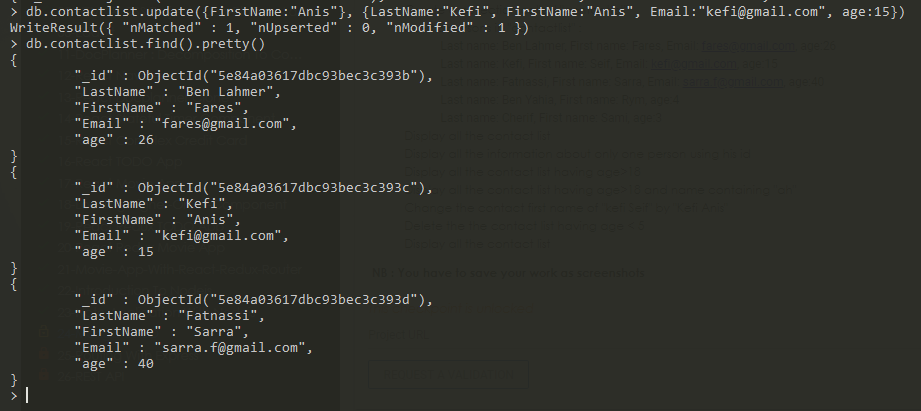 > db.contactlist.update({FirstName:"Anis"}, {LastName:"Kefi", FirstName:"Anis", Email:"kefi@gmail.com", age:15})
WriteResult({ "nMatched" : 1, "nUpserted" : 0, "nModified" : 1 })
> db.contactlist.find().pretty()
{
"_id" : ObjectId("5e84a03617dbc93bec3c393b"),
"LastName" : "Ben Lahmer",
"FirstName" : "Fares",
"Email" : "fares@gmail.com",
"age" : 26
}
{
"_id" : ObjectId("5e84a03617dbc93bec3c393c"),
"LastName" : "Kefi",
"FirstName" : "Anis",
"Email" : "kefi@gmail.com",
"age" : 15
}
{
"_id" : ObjectId("5e84a03617dbc93bec3c393d"),
"LastName" : "Fatnassi",
"FirstName" : "Sarra",
"Email" : "sarra.f@gmail.com",
"age" : 40
}
>